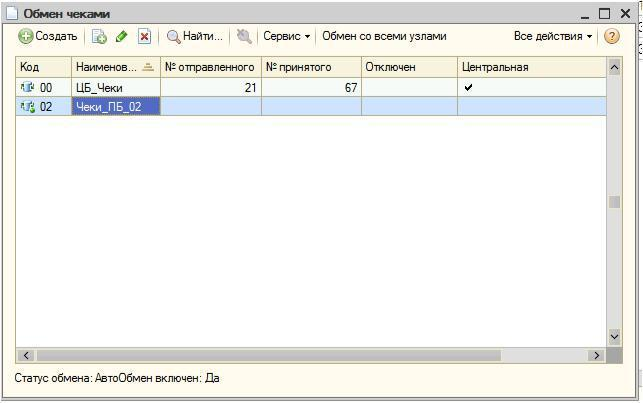 Обмен чеками
Создать Найти... Сервис Обмен со всеми узлами Все действия ?
Код Наименов... № отправленного № принятого Отключен Центральная
00 ЦБ_Чеки 21 67
02 Чеки_ПБ_02
Статус обмена: АвтоОбмен включен: Да